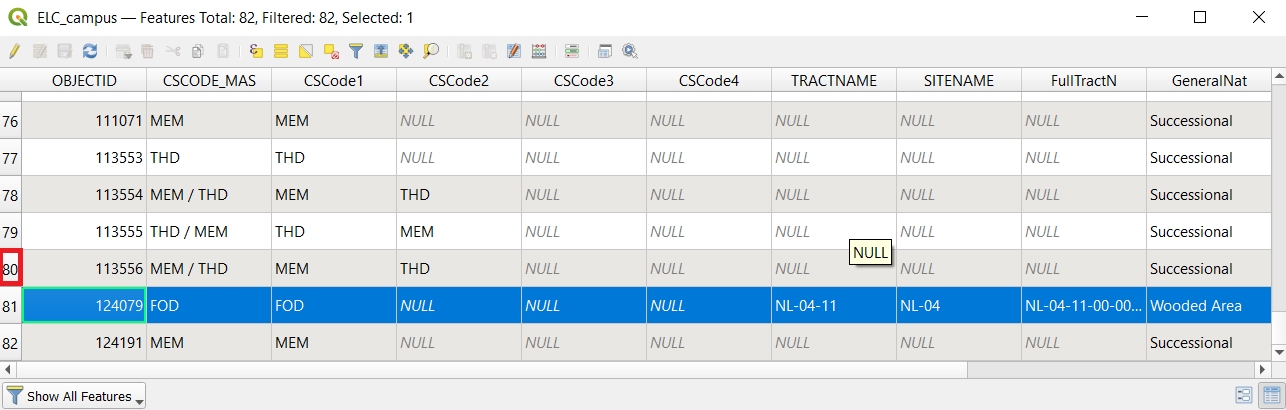 ELC_campus — Features Total: 82, Filtered: 82, Selected: 1
OBJECTID CSCODE_MAS CSCode1 CSCode2 CSCode3 CSCode4 TRACTNAME SITENAME FullTractN GeneralNat
76 111071 MEM MEM NULL NULL NULL NULL NULL NULL Successional
77 113553 THD THD NULL NULL NULL NULL NULL NULL Successional
78 113554 MEM / THD MEM THD NULL NULL NULL NULL NULL Successional
79 113555 THD / MEM THD MEM NULL NULL NULL NULL NULL Successional
NULL
80 113556 MEM / THD MEM THD NULL NULL NULL NULL NULL Successional
81 124079 FOD FOD NULL NULL NULL NL-04-11 NL-04 NL-04-11-00-00... Wooded Area
82 124191 MEM MEM NULL NULL NULL NULL NULL NULL Successional
Show All Features